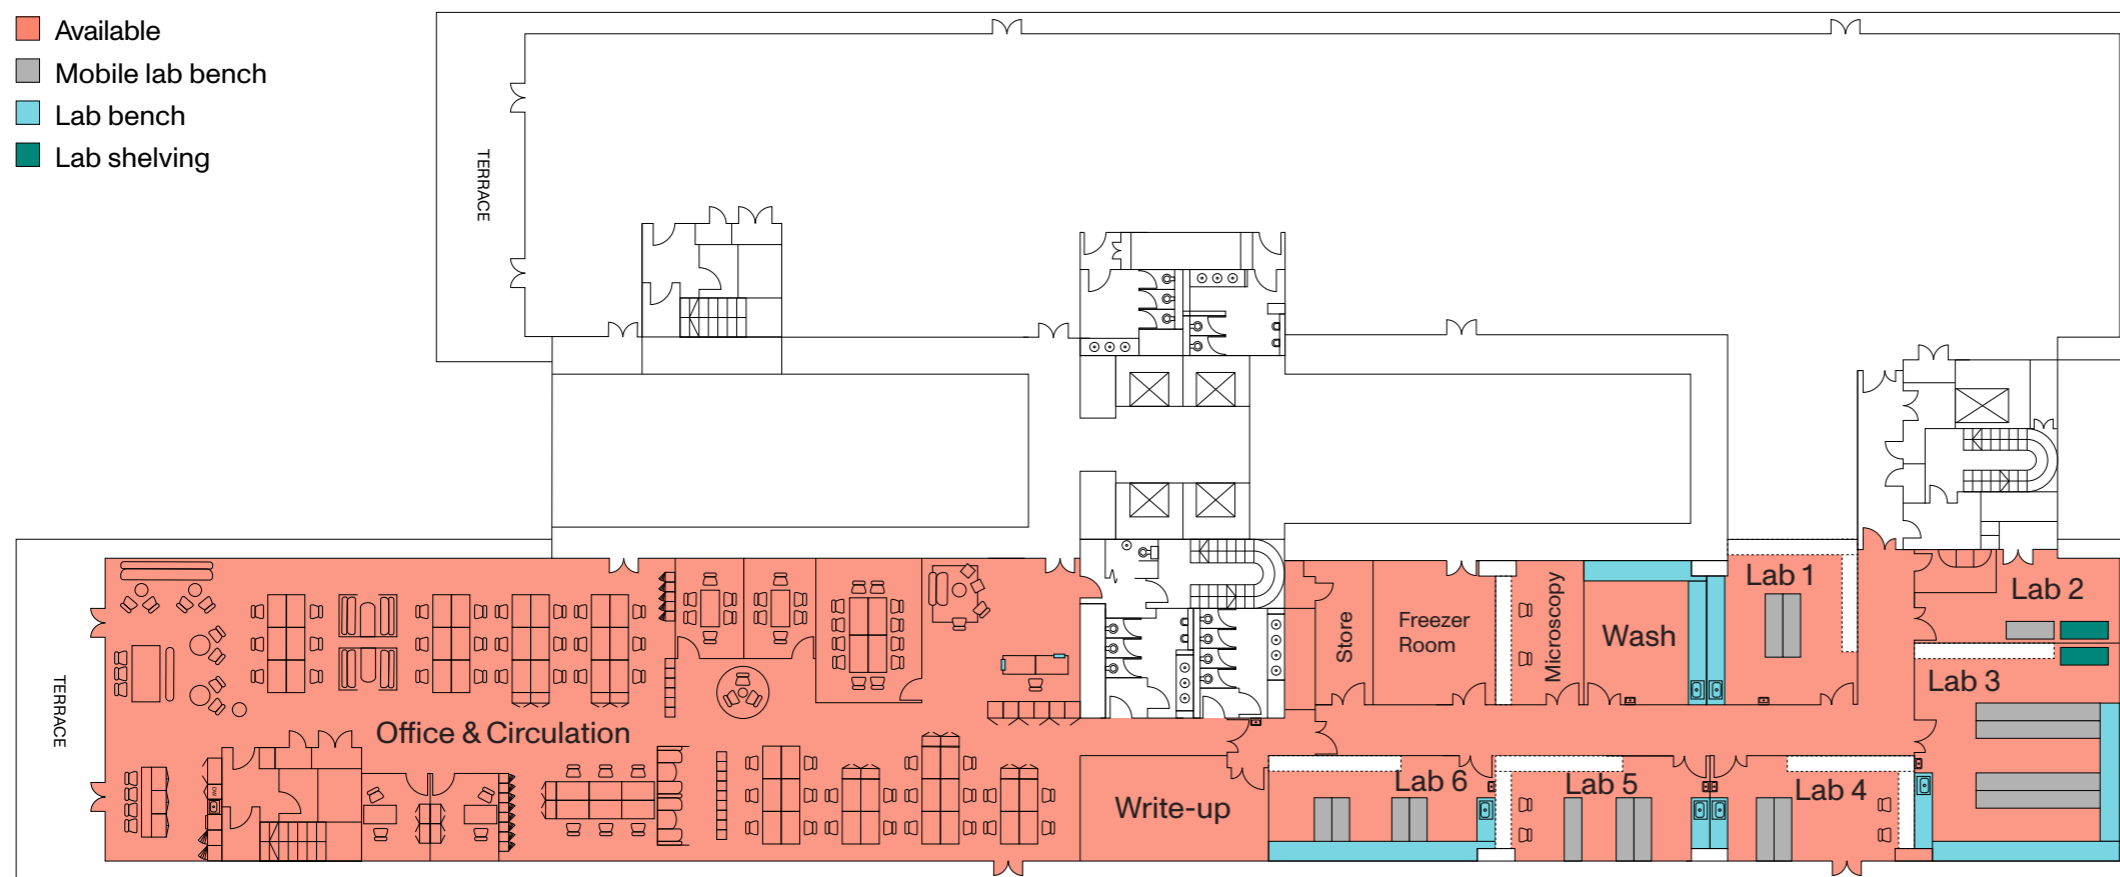 Available
Mobile lab bench
Lab bench
Lab shelving
TERRACE
TERRACE
Office & Circulation
Store
Freezer
Room
Microscopy
Wash
Lab 1
Lab 2
Lab 3
Write-up
Lab 6
Lab 5
Lab 4
DW